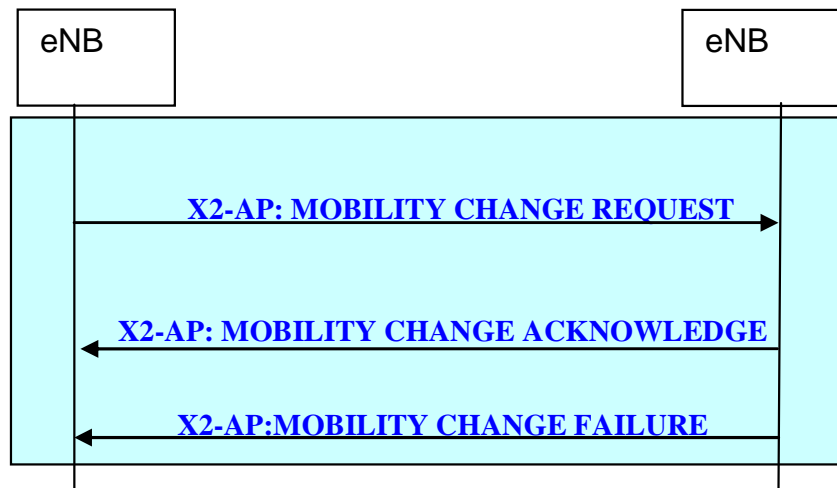 eNB
eNB
X2-AP: MOBILITY CHANGE REQUEST
X2-AP: MOBILITY CHANGE ACKNOWLEDGE
X2-AP:MOBILITY CHANGE FAILURE